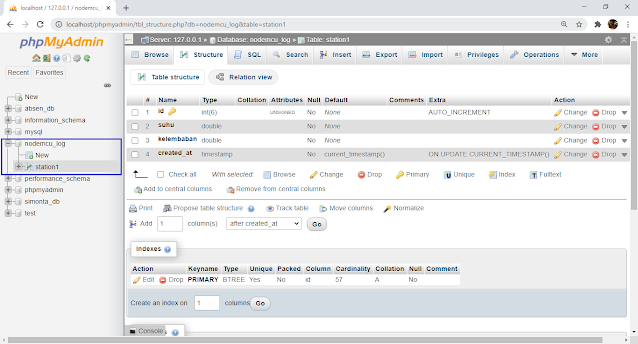 localhost / 127.0.0.1 / nodemcu
localhost/phpmyadmin/tbl_structure.php?db=nodemcu_log&table=station1
phpMyAdmin
Recent Favorites
New
absen_db
information_schema
mysql
nodemcu_log
New
station1
performance_schema
phpmyadmin
simonta_db
test
Server: 127.0.0.1 » Database: nodemcu_log » Table: station1
Browse Structure SQL Search Insert Export Import Privileges Operations More
Table structure Relation view
# Name Type Collation Attributes Null Default Comments Extra Action
1 id int(6) UNSIGNED No None AUTO_INCREMENT Change Drop
2 suhu double No None Change Drop
3 kelembaban double No None Change Drop
4 created_at timestamp No current_timestamp() ON UPDATE CURRENT_TIMESTAMP() Change Drop
Check all With selected: Browse Change Drop Primary Unique Index Fulltext
Add to central columns Remove from central columns
Print Propose table structure Track table Move columns Normalize
Add 1 column(s) after created_at Go
Indexes
Action Keyname Type Unique Packed Column Cardinality Collation Null Comment
Edit Drop PRIMARY BTREE Yes No id 57 A No
Create an index on 1 columns Go
Console